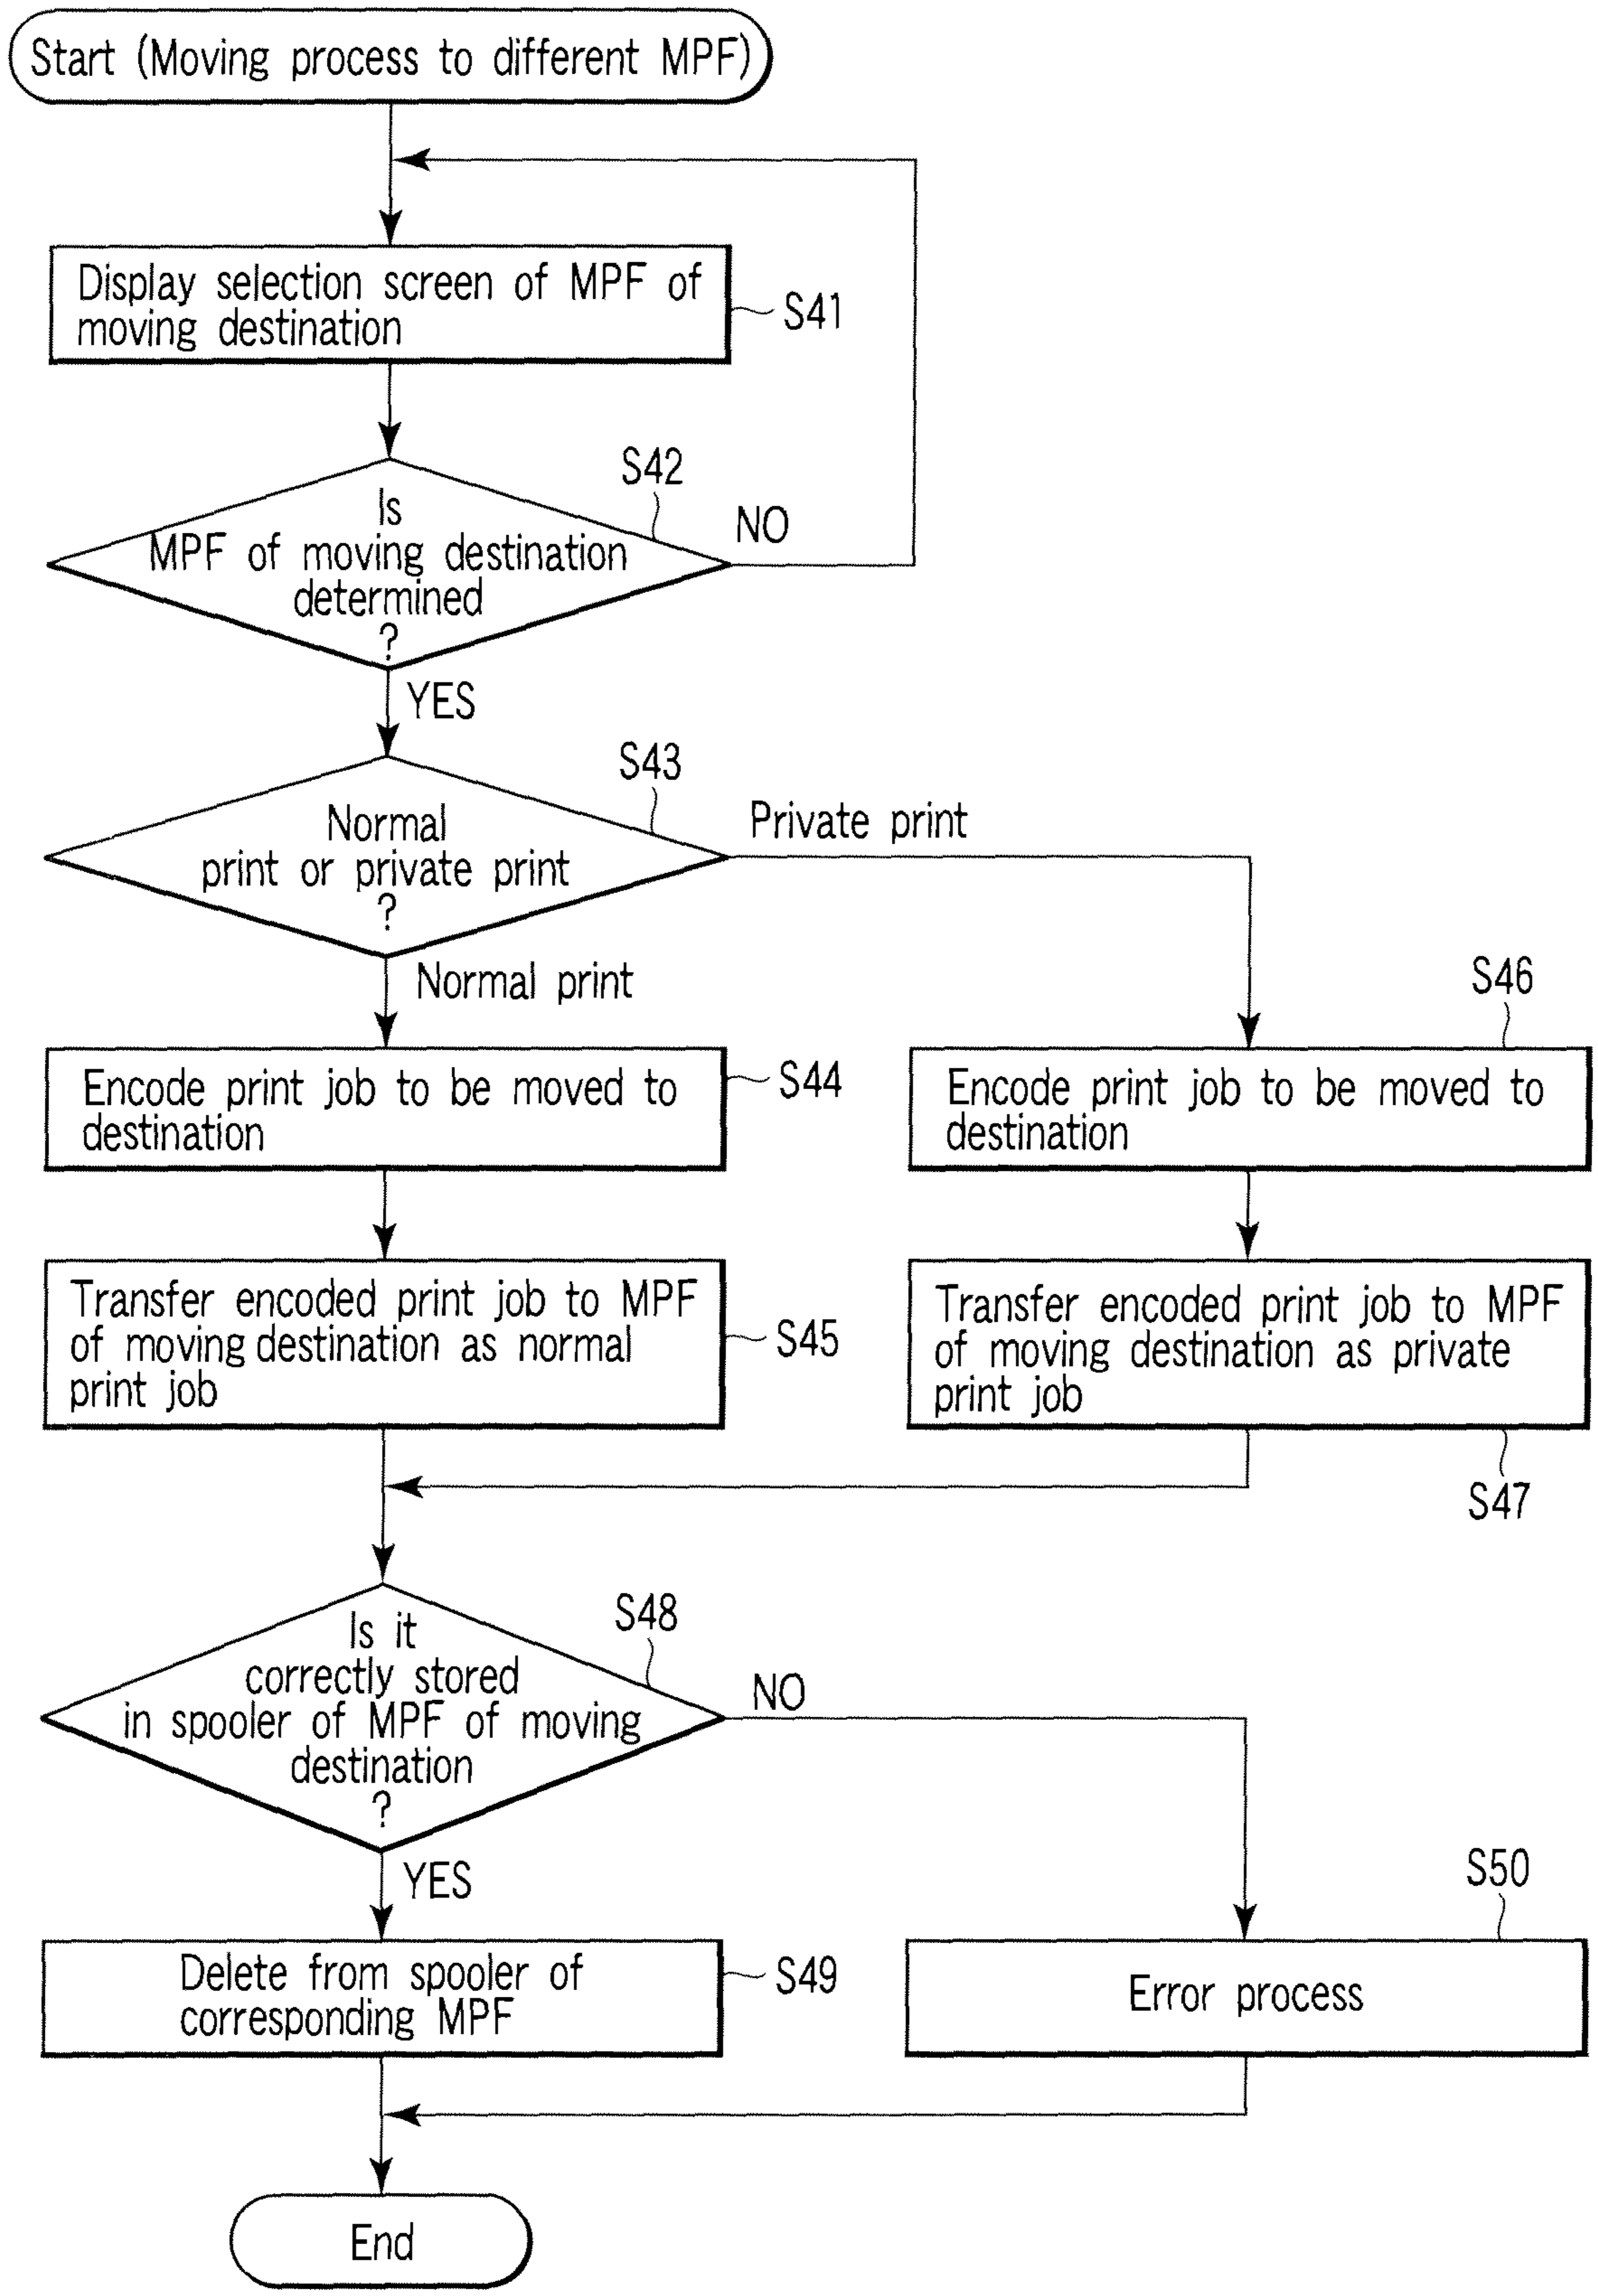 Start (Moving process to different MPF)
Display selection screen of MPF of
moving destination
S41
S42
Is
MPF of moving destination
determined
?
NO
YES
S43
Normal
print or private print
?
Private print
Normal print
S46
Encode print job to be moved to
destination
S44
Encode print job to be moved to
destination
Transfer encoded print job to MPF
of moving destination as normal
print job
S45
Transfer encoded print job to MPF
of moving destination as private
print job
S47
S48
Is it
correctly stored
in spooler of MPF of moving
destination
?
NO
YES
S50
Delete from spooler of
corresponding MPF
S49
Error process
End